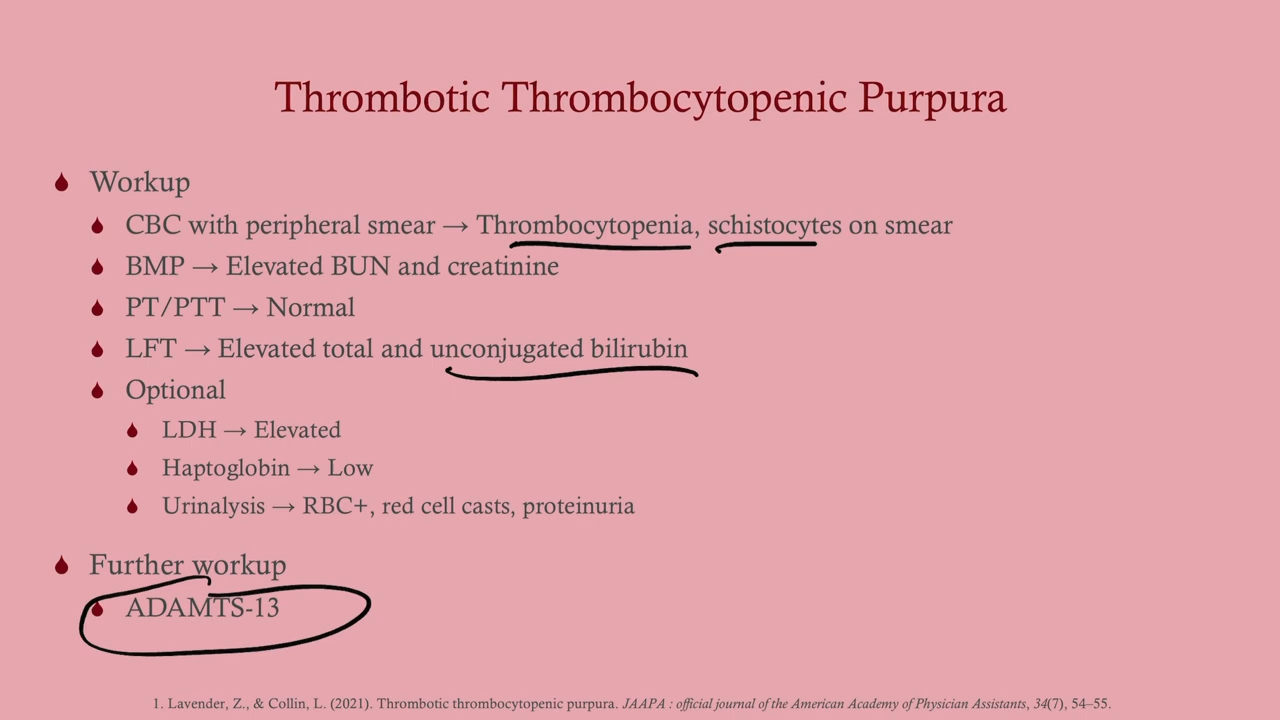 Thrombotic Thrombocytopenic Purpura
Workup
CBC with peripheral smear → Thrombocytopenia, schistocytes on smear
BMP → Elevated BUN and creatinine
PT/PTT → Normal
LFT → Elevated total and unconjugated bilirubin
Optional
LDH → Elevated
Haptoglobin → Low
Urinalysis → RBC+, red cell casts, proteinuria
Further workup
ADAMTS-13
1. Lavender, Z., & Collin, L. (2021). Thrombotic thrombocytopenic purpura. JAAPA : official journal of the American Academy of Physician Assistants, 34(7), 54–55.